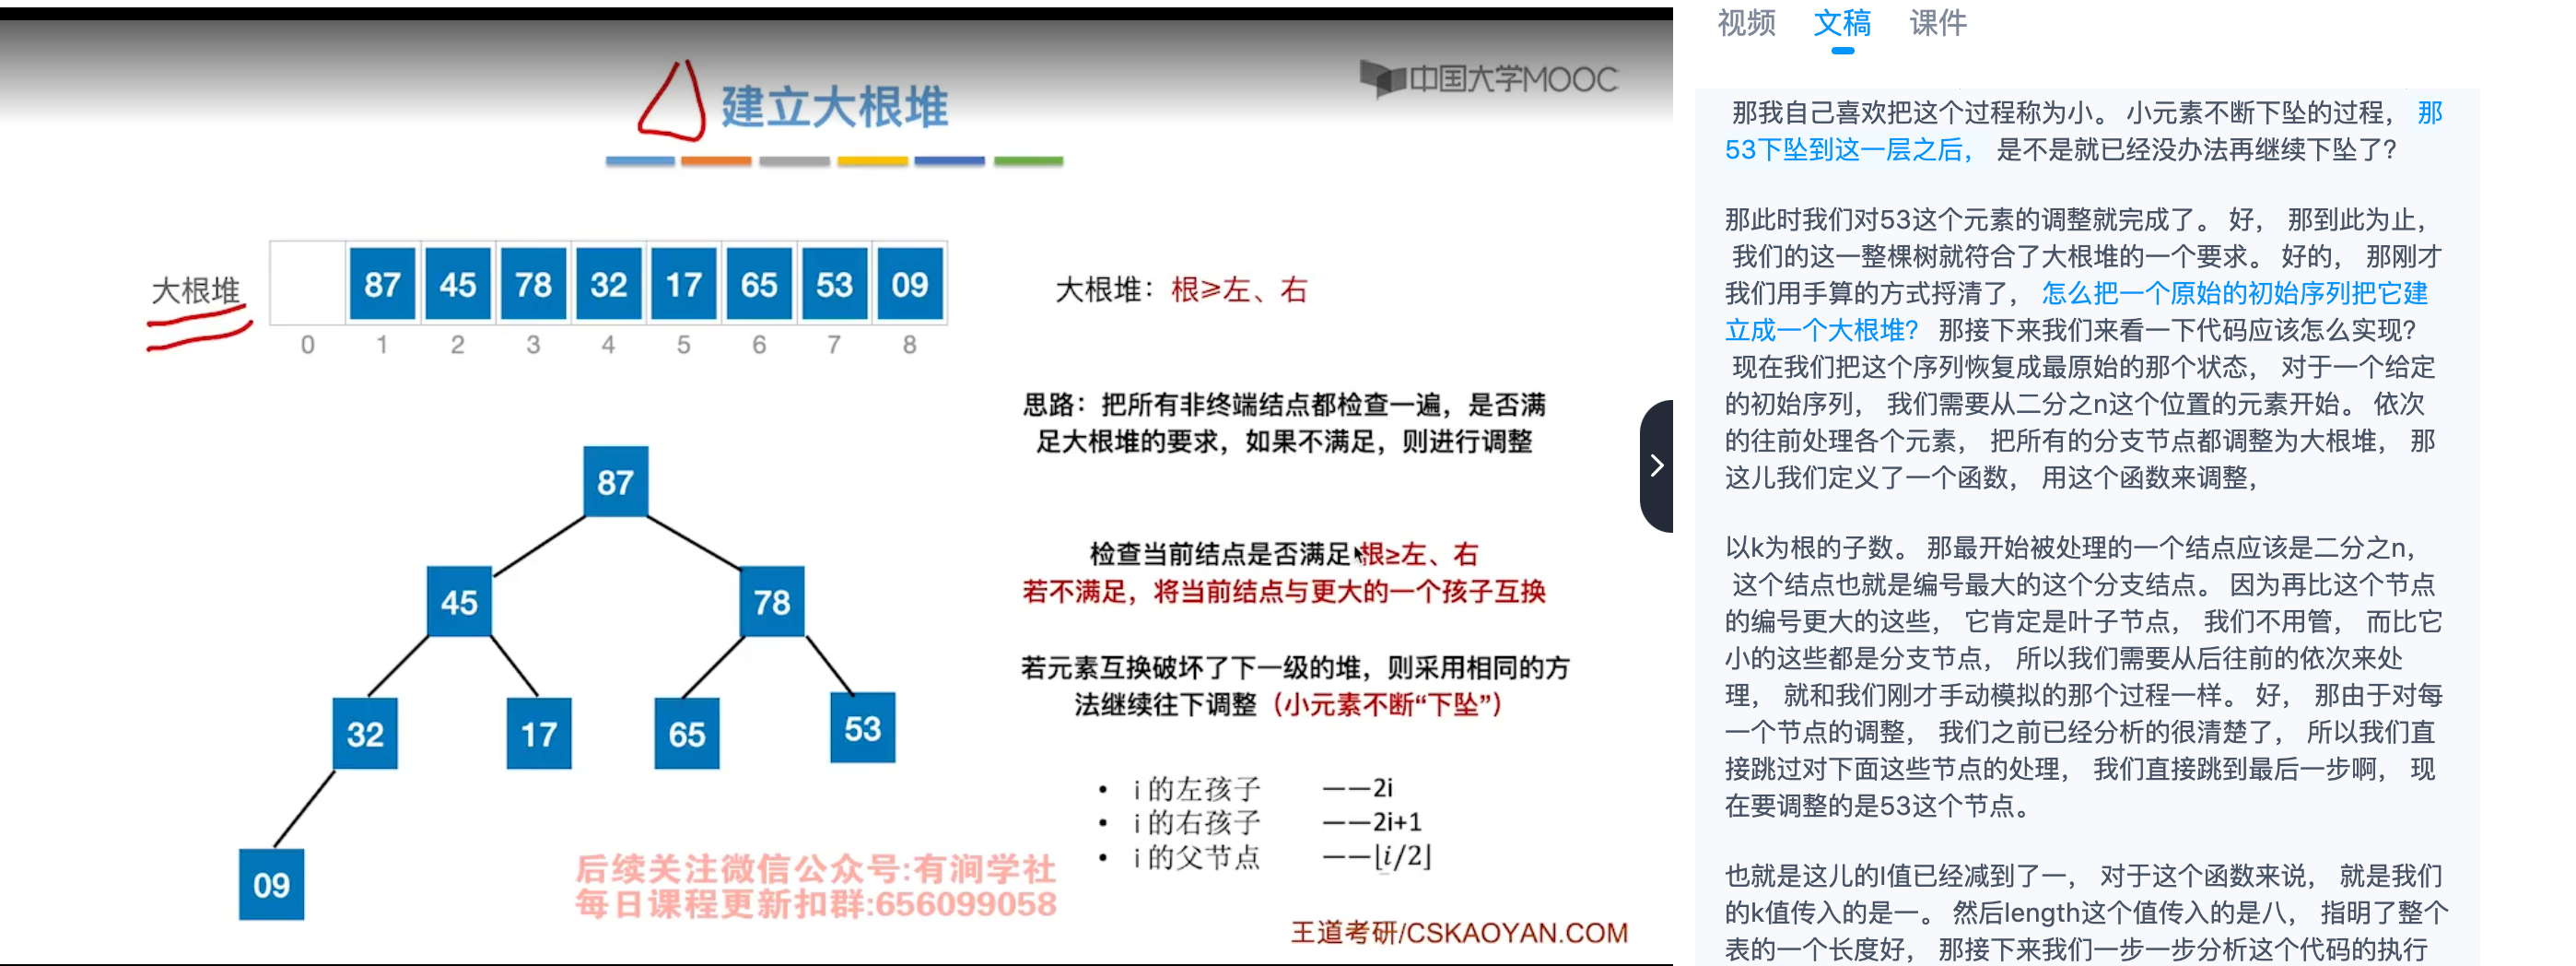 中国大学MOOC
建立大根堆
大根堆
87 45 78 32 17 65 53 09
0 1 2 3 4 5 6 7 8
大根堆：根≥左、右
思路：把所有非终端结点都检查一遍，是否满
足大根堆的要求，如果不满足，则进行调整
87
45 78
检查当前结点是否满足根≥左、右
若不满足，将当前结点与更大的一个孩子互换
32 17 65 53
若元素互换破坏了下一级的堆，则采用相同的方
法继续往下调整（小元素不断“下坠”）
09
• i 的左孩子 ——2i
• i 的右孩子 ——2i+1
• i 的父节点 ——⌊i/2⌋
后续关注微信公众号:有涧学社
每日课程更新扣群:656099058
王道考研/CSKAOYAN.COM
视频 文稿 课件
那我自己喜欢把这个过程称为小。 小元素不断下坠的过程， 那
53下坠到这一层之后， 是不是就已经没办法再继续下坠了?
那此时我们对53这个元素的调整就完成了。 好， 那到此为止，
我们的这一整棵树就符合了大根堆的一个要求。 好的， 那刚才
我们用手算的方式捋清了， 怎么把一个原始的初始序列把它建
立成一个大根堆? 那接下来我们来看一下代码应该怎么实现?
现在我们把这个序列恢复成最原始的那个状态， 对于一个给定
的初始序列， 我们需要从二分之n这个位置的元素开始。 依次
的往前处理各个元素， 把所有的分支节点都调整为大根堆， 那
这儿我们定义了一个函数， 用这个函数来调整，
以k为根的子数。 那最开始被处理的一个结点应该是二分之n，
这个结点也就是编号最大的这个分支结点。 因为再比这个节点
的编号更大的这些， 它肯定是叶子节点， 我们不用管， 而比它
小的这些都是分支节点， 所以我们需要从后往前的依次来处
理， 就和我们刚才手动模拟的那个过程一样。 好， 那由于对每
一个节点的调整， 我们之前已经分析的很清楚了， 所以我们直
接跳过对下面这些节点的处理， 我们直接跳到最后一步啊， 现
在要调整的是53这个节点。
也就是这儿的I值已经减到了一， 对于这个函数来说， 就是我们
的k值传入的是一。 然后length这个值传入的是八， 指明了整个
表的一个长度好， 那接下来我们一步一步分析这个代码的执行